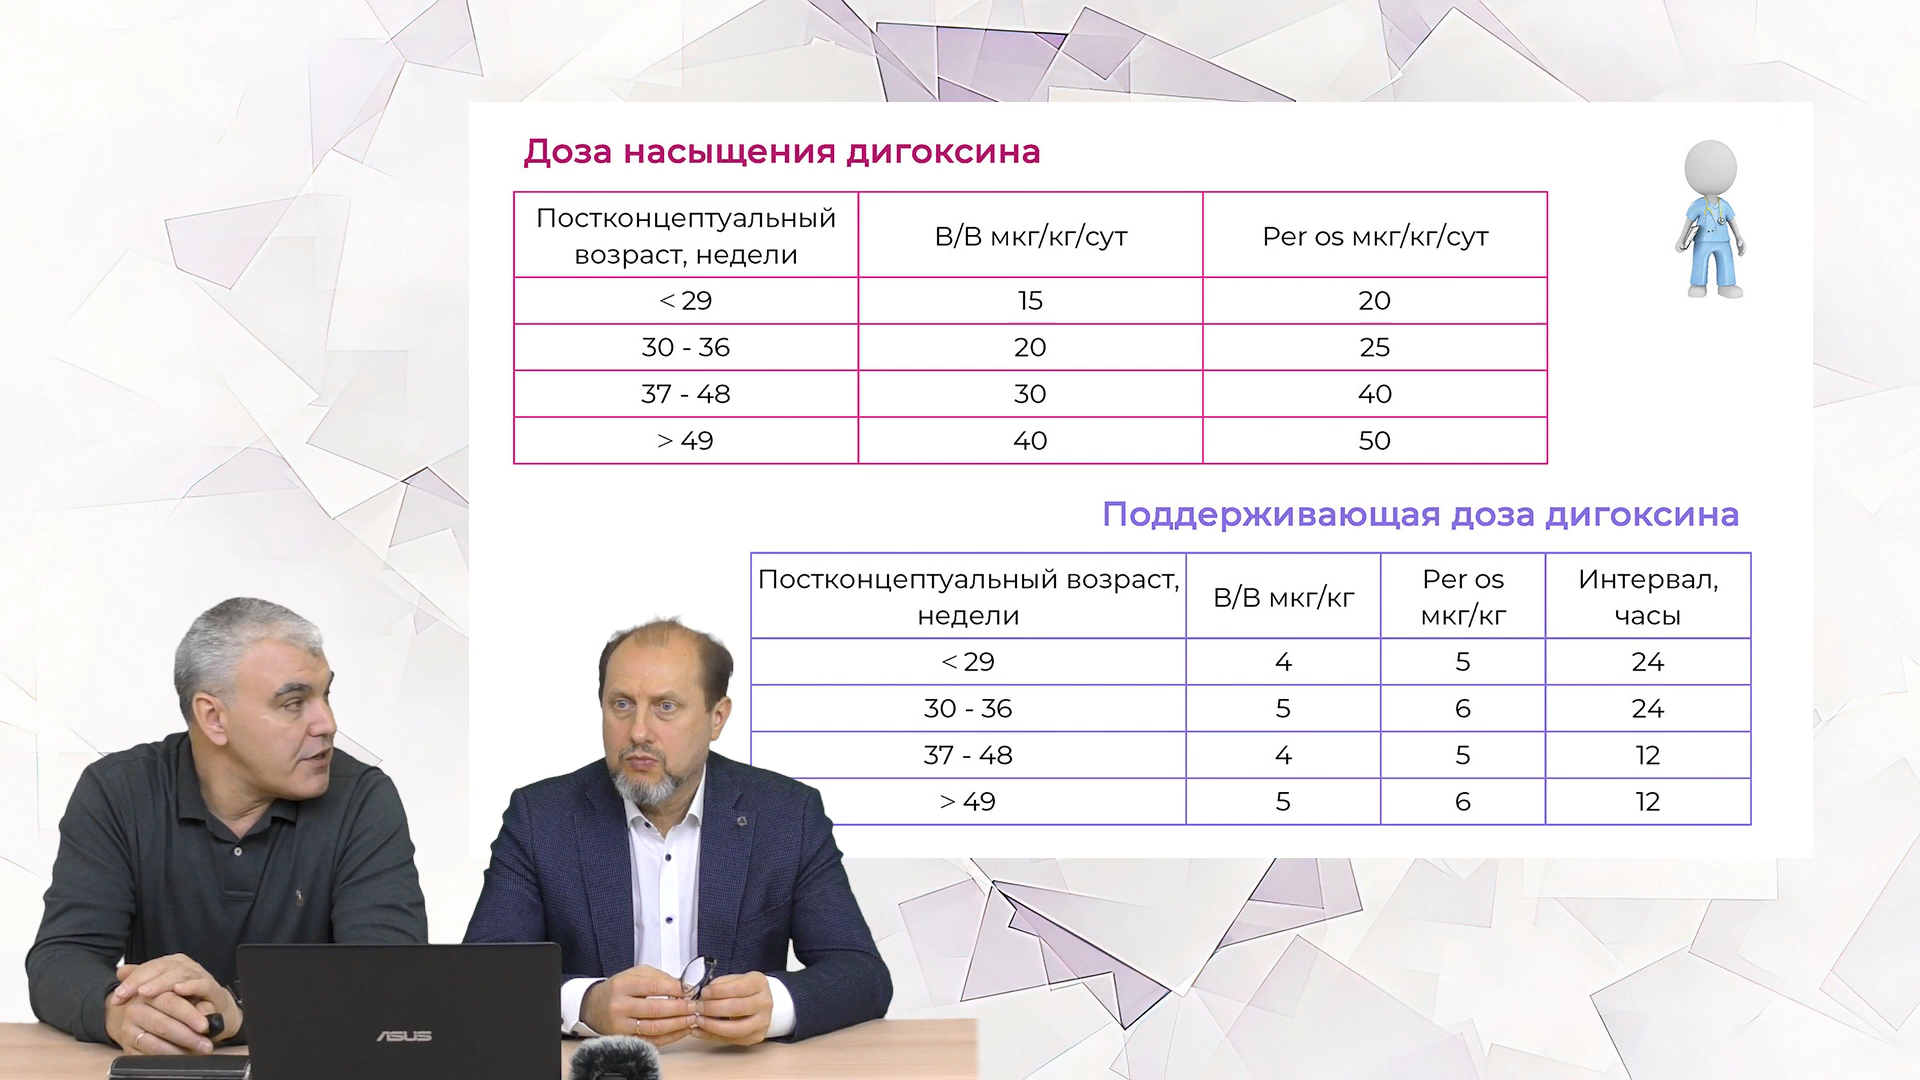 Доза насыщения дигоксина
Постконцептуальный возраст, недели В/В мкг/кг/сут Per os мкг/кг/сут
< 29 15 20
30 - 36 20 25
37 - 48 30 40
> 49 40 50
Поддерживающая доза дигоксина
Постконцептуальный возраст, недели В/В мкг/кг Per os мкг/кг Интервал, часы
< 29 4 5 24
30 - 36 5 6 24
37 - 48 4 5 12
> 49 5 6 12
ASUS